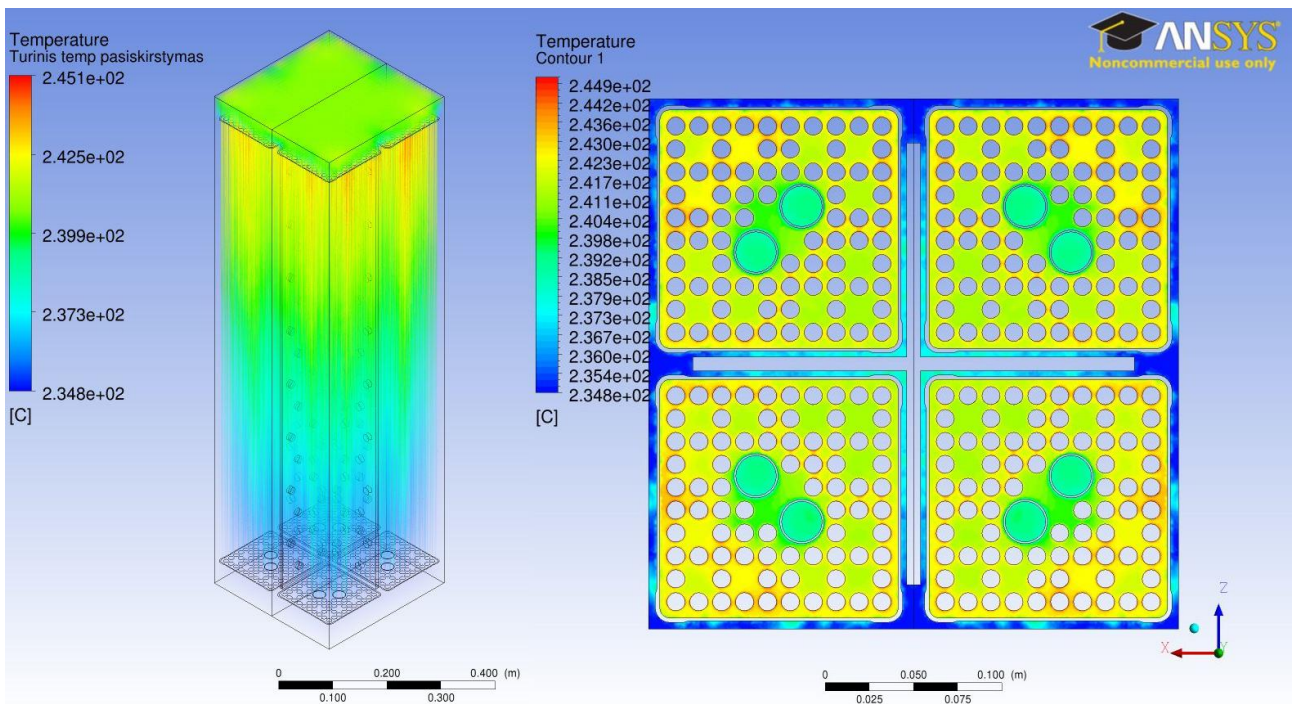 Temperature
Turinis temp pasiskirstymas
2.451e+02
2.425e+02
2.399e+02
2.373e+02
2.348e+02
[C]
0 0.200 0.400 (m)
0.100 0.300
Temperature
Contour 1
2.449e+02
2.442e+02
2.436e+02
2.430e+02
2.423e+02
2.417e+02
2.411e+02
2.404e+02
2.398e+02
2.392e+02
2.385e+02
2.379e+02
2.373e+02
2.367e+02
2.360e+02
2.354e+02
2.348e+02
[C]
ANSYS
Noncommercial use only
Z
X
Y
0 0.050 0.100 (m)
0.025 0.075